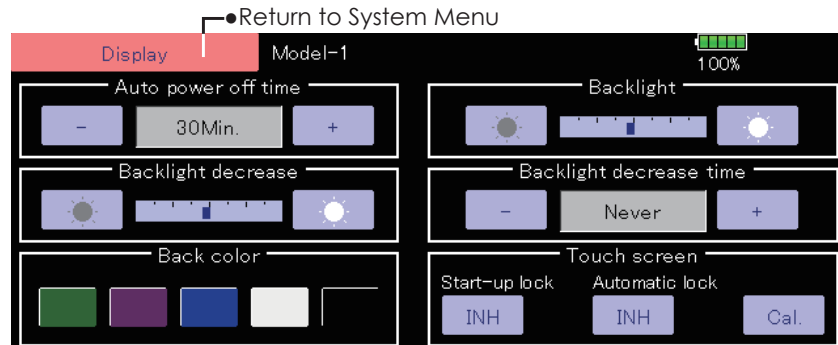 Return to System Menu
Display Model-1 100%
Auto power off time Backlight
- 30Min. +
Backlight decrease Backlight decrease time
- Never +
Back color Touch screen
Start-up lock Automatic lock
INH INH Cal.